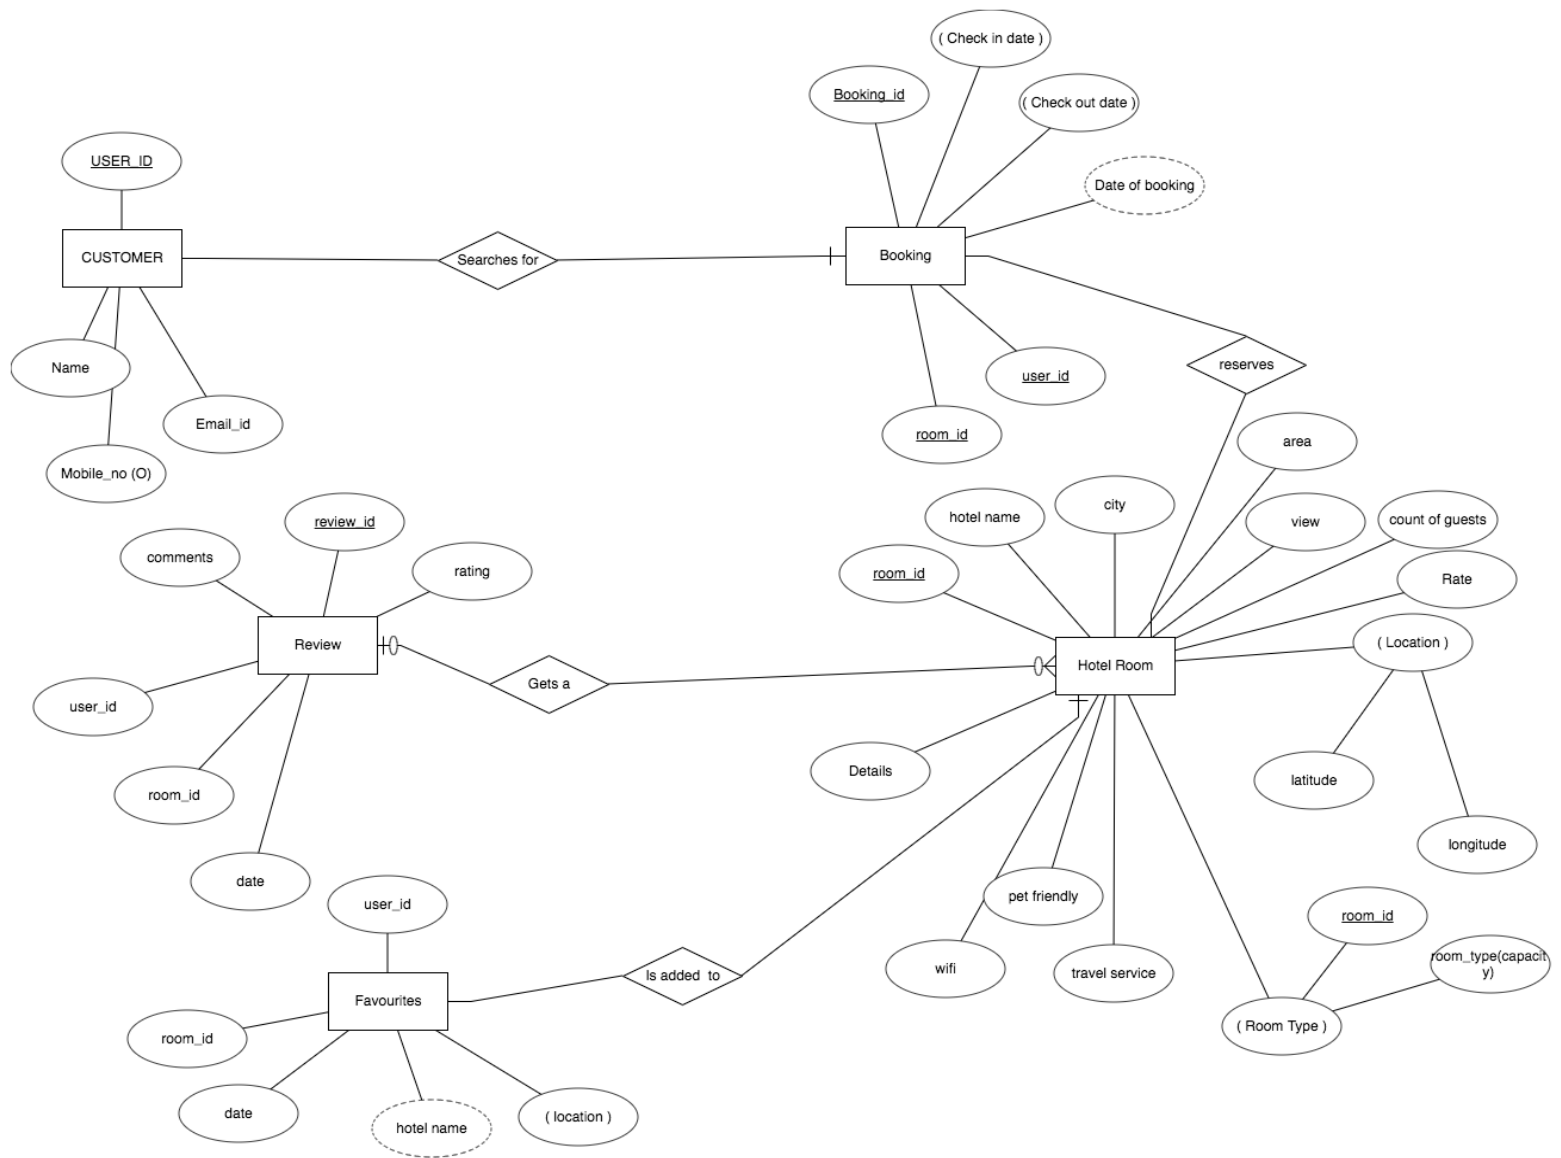 ( Check in date )
Booking_id
( Check out date )
USER_ID
Date of booking
CUSTOMER
Searches for
Booking
reserves
Name
user_id
Email_id
room_id
area
Mobile_no (O)
hotel name
city
view
count of guests
review_id
comments
rating
room_id
Rate
Review
( Location )
Hotel Room
Gets a
user_id
Details
latitude
room_id
longitude
date
user_id
pet friendly
room_id
wifi
travel service
room_type(capacit
y)
Is added to
Favourites
( Room Type )
room_id
date
hotel name
( location )